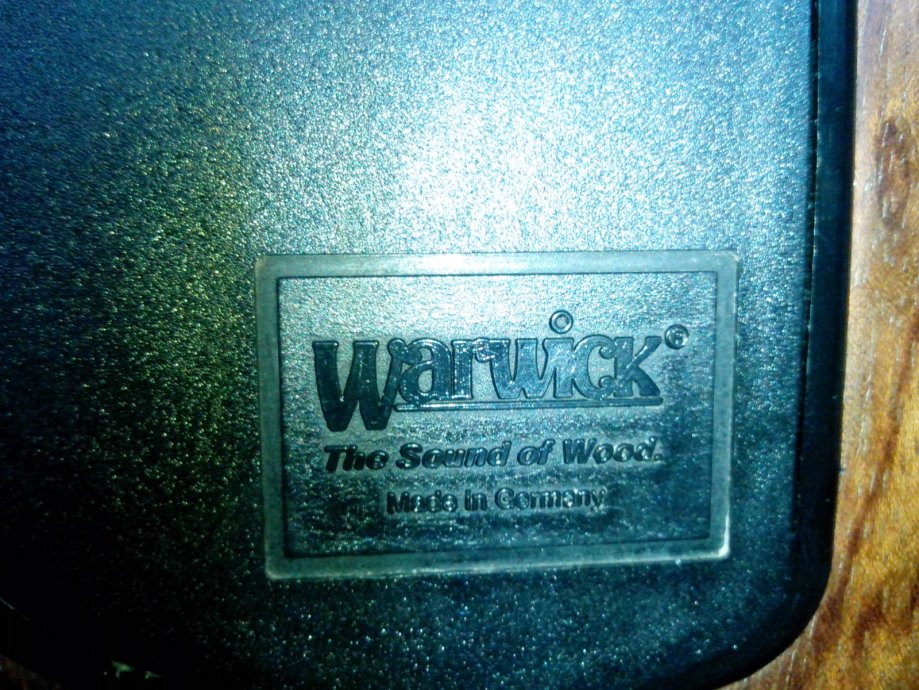 Warwick®
The Sound of Wood.
Made in Germany